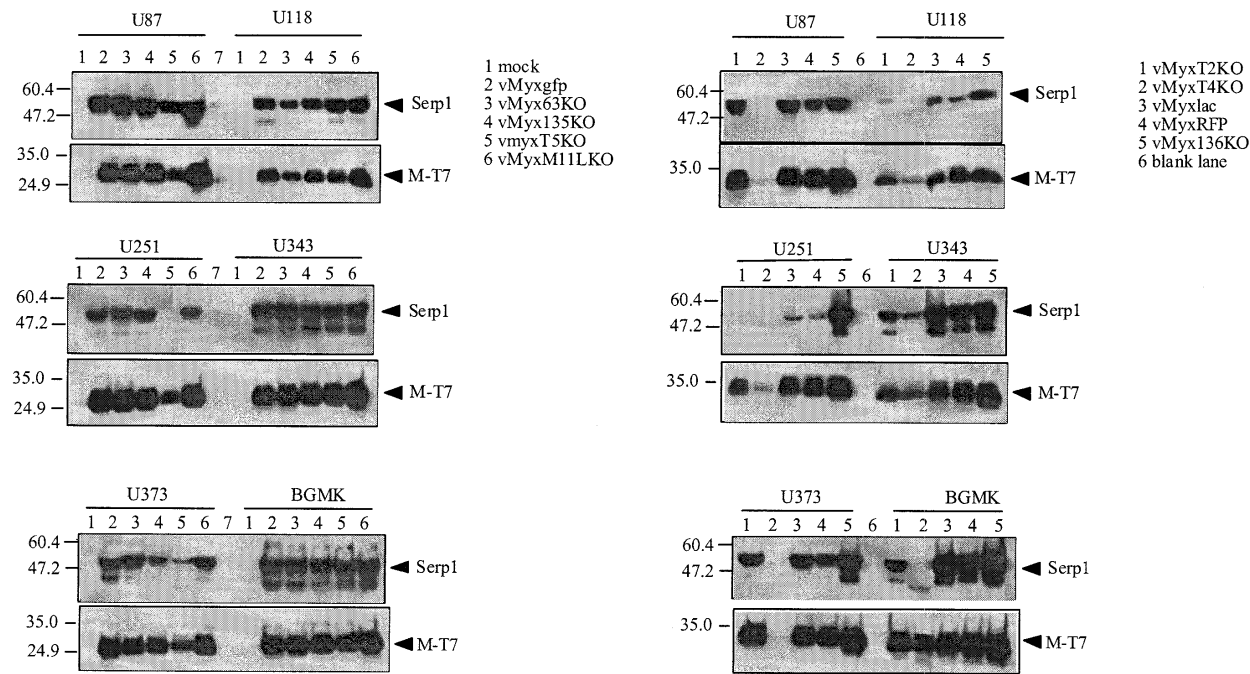 U87 U118
1 2 3 4 5 6 7 1 2 3 4 5 6
60.4
47.2
Serp1
35.0
24.9
M-T7
1 mock
2 vMyxgfp
3 vMyx63KO
4 vMyx135KO
5 vmyxT5KO
6 vMyxM11LKO
U251 U343
1 2 3 4 5 6 7 1 2 3 4 5 6
60.4
47.2
Serp1
35.0
24.9
M-T7
U373 BGMK
1 2 3 4 5 6 7 1 2 3 4 5 6
60.4
47.2
Serp1
35.0
24.9
M-T7
U87 U118
1 2 3 4 5 6 1 2 3 4 5
60.4
47.2
Serp1
35.0
M-T7
1 vMyxT2KO
2 vMyxT4KO
3 vMyxlac
4 vMyxRFP
5 vMyx136KO
6 blank lane
U251 U343
1 2 3 4 5 6 1 2 3 4 5
60.4
47.2
Serp1
35.0
M-T7
U373 BGMK
1 2 3 4 5 6 1 2 3 4 5
60.4
47.2
Serp1
35.0
M-T7